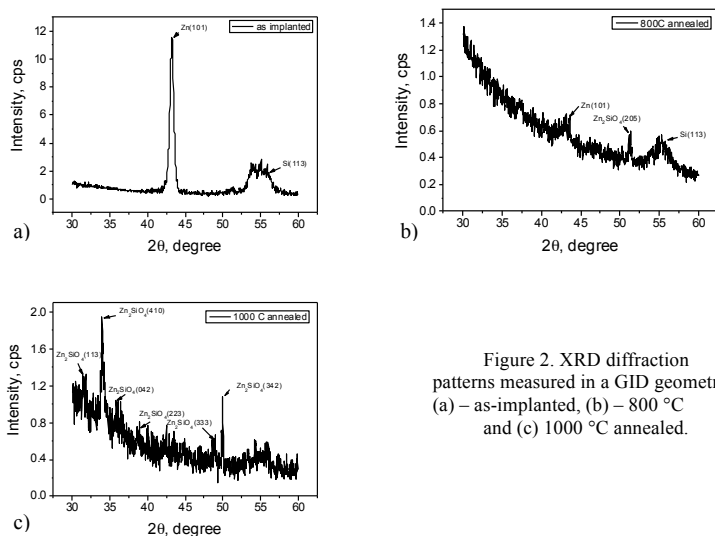 12
10
8
6
4
2
0
Intensity, cps
Zn(101)
as implanted
Si(113)
30 35 40 45 50 55 60
2θ, degree
a)
1.4
1.2
1.0
0.8
0.6
0.4
0.2
0.0
Intensity, cps
800C annealed
Zn(101)
Zn₂SiO₄(205)
Si(113)
30 35 40 45 50 55 60
2θ, degree
b)
2.0
1.6
1.2
0.8
0.4
0.0
Intensity, cps
Zn₂SiO₄(410)
1000 C annealed
Zn₂SiO₄(113)
Zn₂SiO₄(042)
Zn₂SiO₄(342)
Zn₂SiO₄(223)
Zn₂SiO₄(333)
30 35 40 45 50 55 60
2θ, degree
c)
Figure 2. XRD diffraction
patterns measured in a GID geometr
(a) – as-implanted, (b) – 800 °C
and (c) 1000 °C annealed.